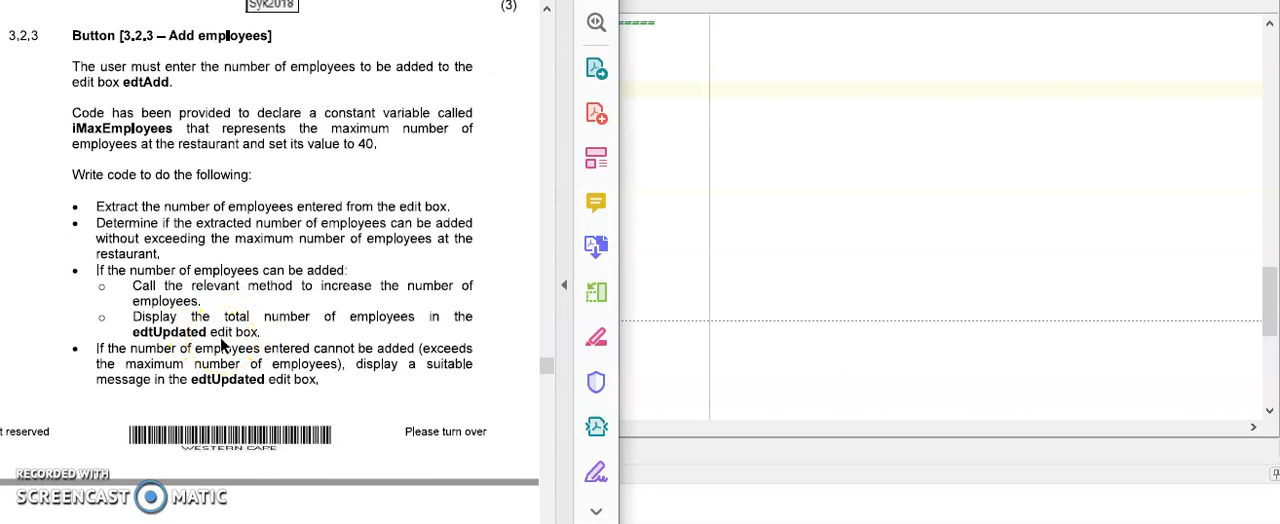 Syk2018
(3)
3,2,3 Button [3.2.3 – Add employees]
The user must enter the number of employees to be added to the
edit box edtAdd.
Code has been provided to declare a constant variable called
iMaxEmployees that represents the maximum number of
employees at the restaurant and set its value to 40,
Write code to do the following:
• Extract the number of employees entered from the edit box.
• Determine if the extracted number of employees can be added
without exceeding the maximum number of employees at the
restaurant,
• If the number of employees can be added:
o Call the relevant method to increase the number of
employees.
o Display the total number of employees in the
edtUpdated edit box.
• If the number of employees entered cannot be added (exceeds
the maximum number of employees), display a suitable
message in the edtUpdated edit box,
t reserved
Please turn over
WESTERN CAPE
RECORDED WITH
SCREENCAST MATIC
=====